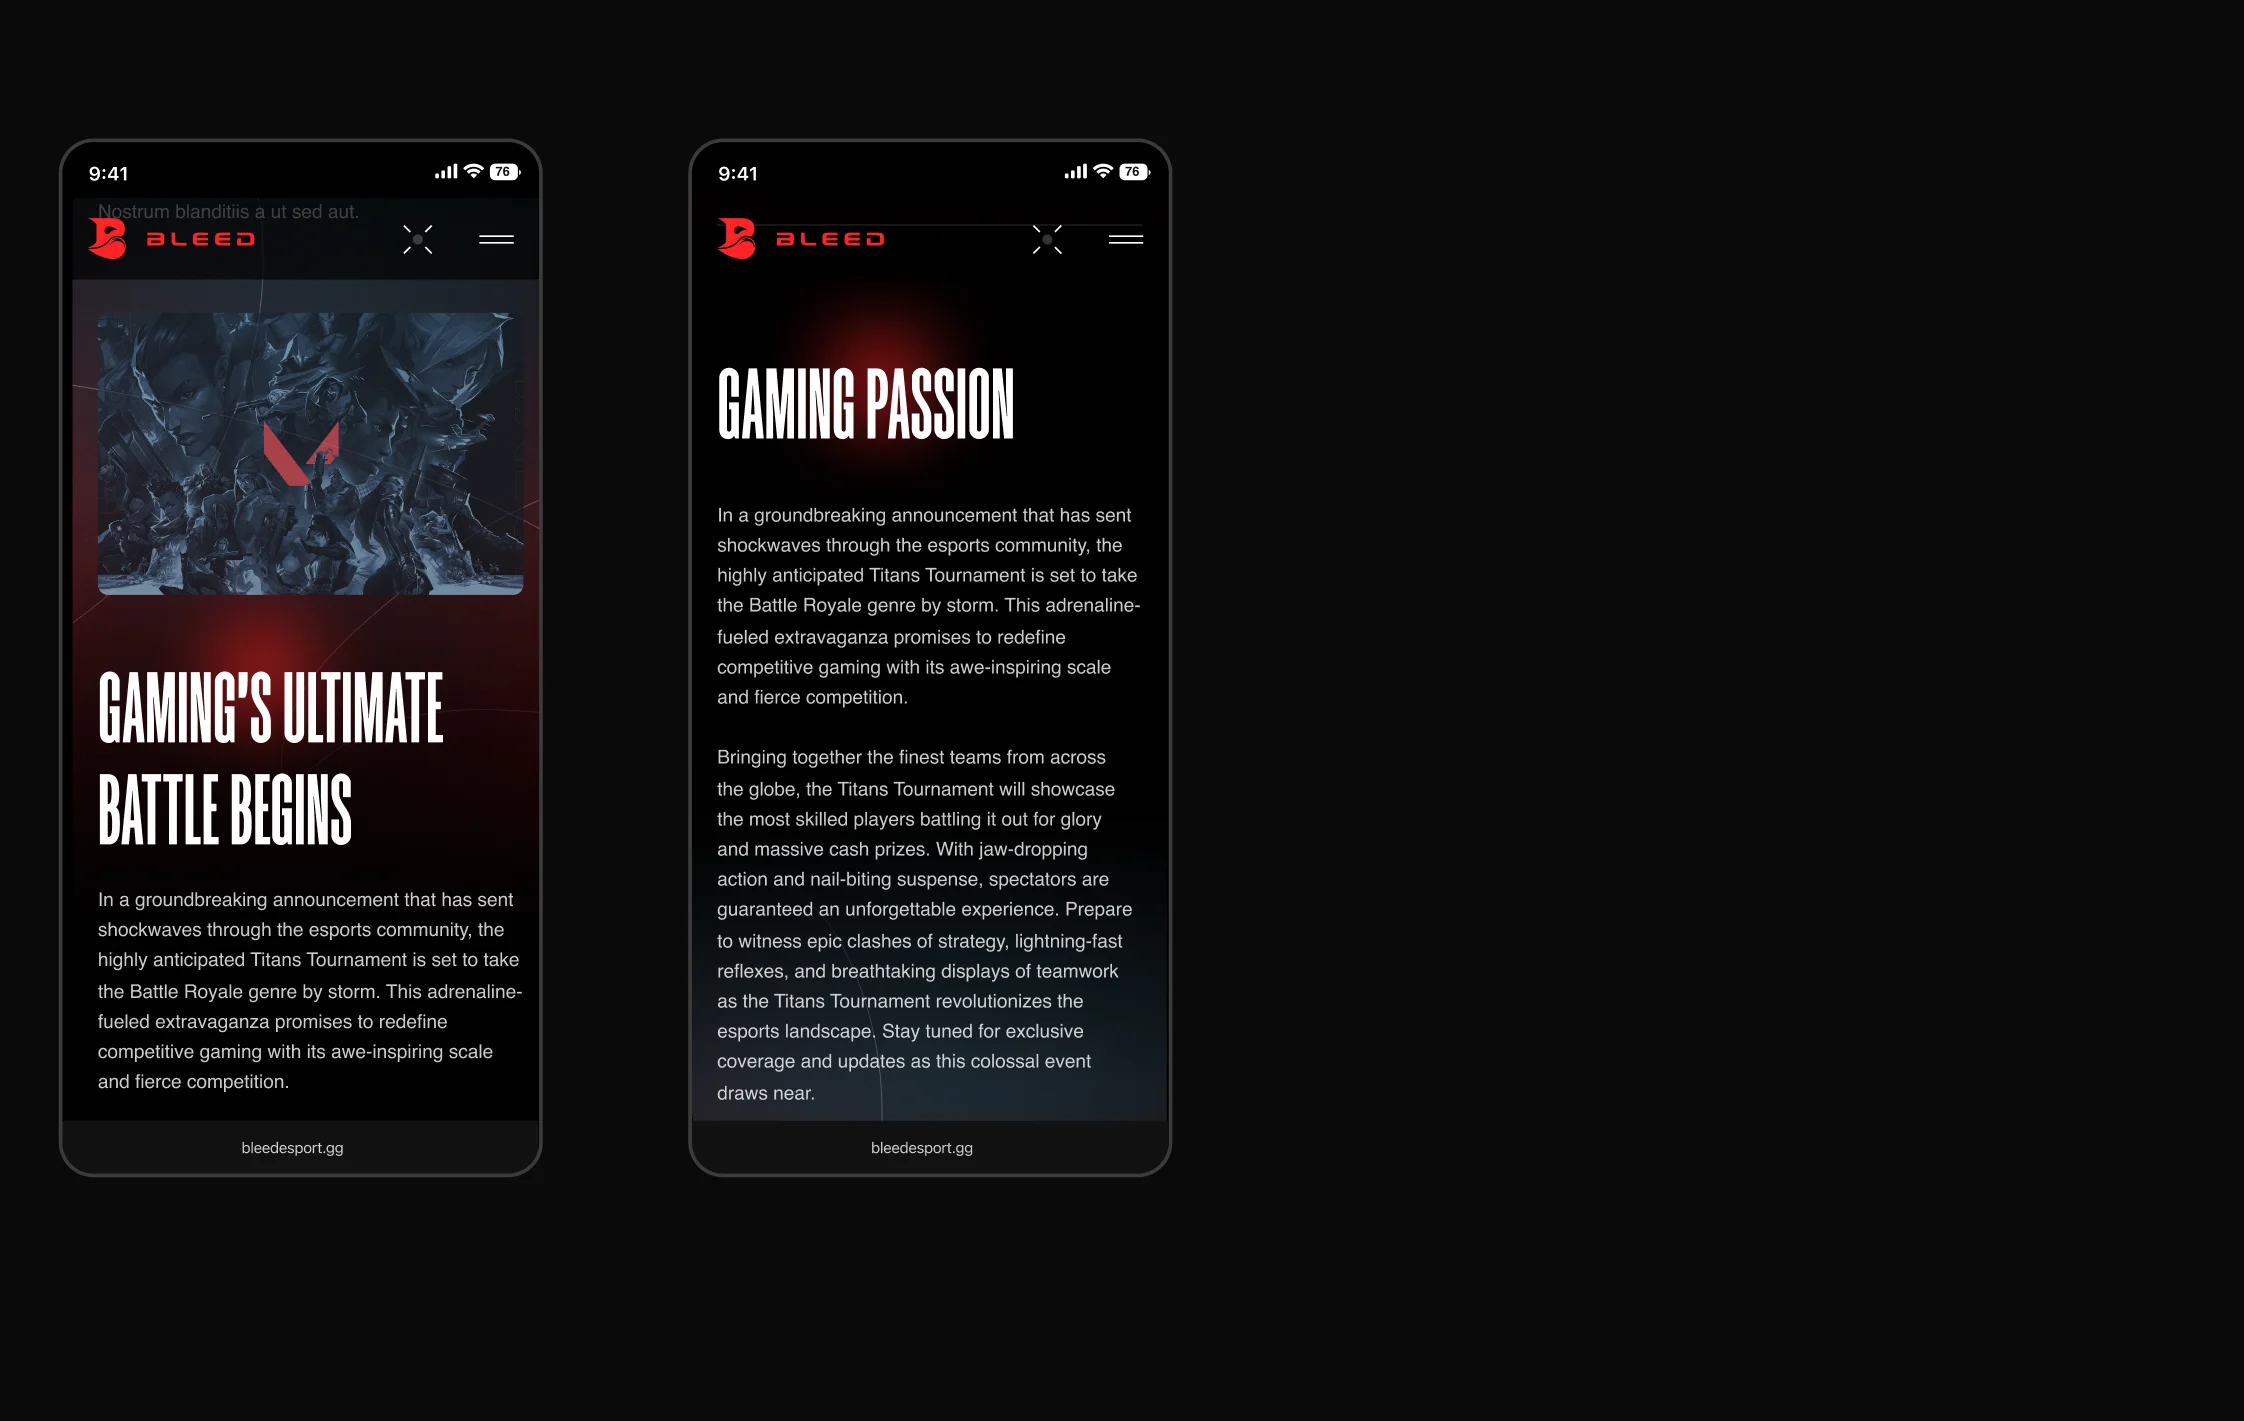 9:41
76
Nostrum blanditiis a ut sed aut.
BLEED
GAMING'S ULTIMATE
BATTLE BEGINS
In a groundbreaking announcement that has sent
shockwaves through the esports community, the
highly anticipated Titans Tournament is set to take
the Battle Royale genre by storm. This adrenaline-
fueled extravaganza promises to redefine
competitive gaming with its awe-inspiring scale
and fierce competition.
bleedesport.gg
9:41
76
BLEED
GAMING PASSION
In a groundbreaking announcement that has sent
shockwaves through the esports community, the
highly anticipated Titans Tournament is set to take
the Battle Royale genre by storm. This adrenaline-
fueled extravaganza promises to redefine
competitive gaming with its awe-inspiring scale
and fierce competition.
Bringing together the finest teams from across
the globe, the Titans Tournament will showcase
the most skilled players battling it out for glory
and massive cash prizes. With jaw-dropping
action and nail-biting suspense, spectators are
guaranteed an unforgettable experience. Prepare
to witness epic clashes of strategy, lightning-fast
reflexes, and breathtaking displays of teamwork
as the Titans Tournament revolutionizes the
esports landscape. Stay tuned for exclusive
coverage and updates as this colossal event
draws near.
bleedesport.gg